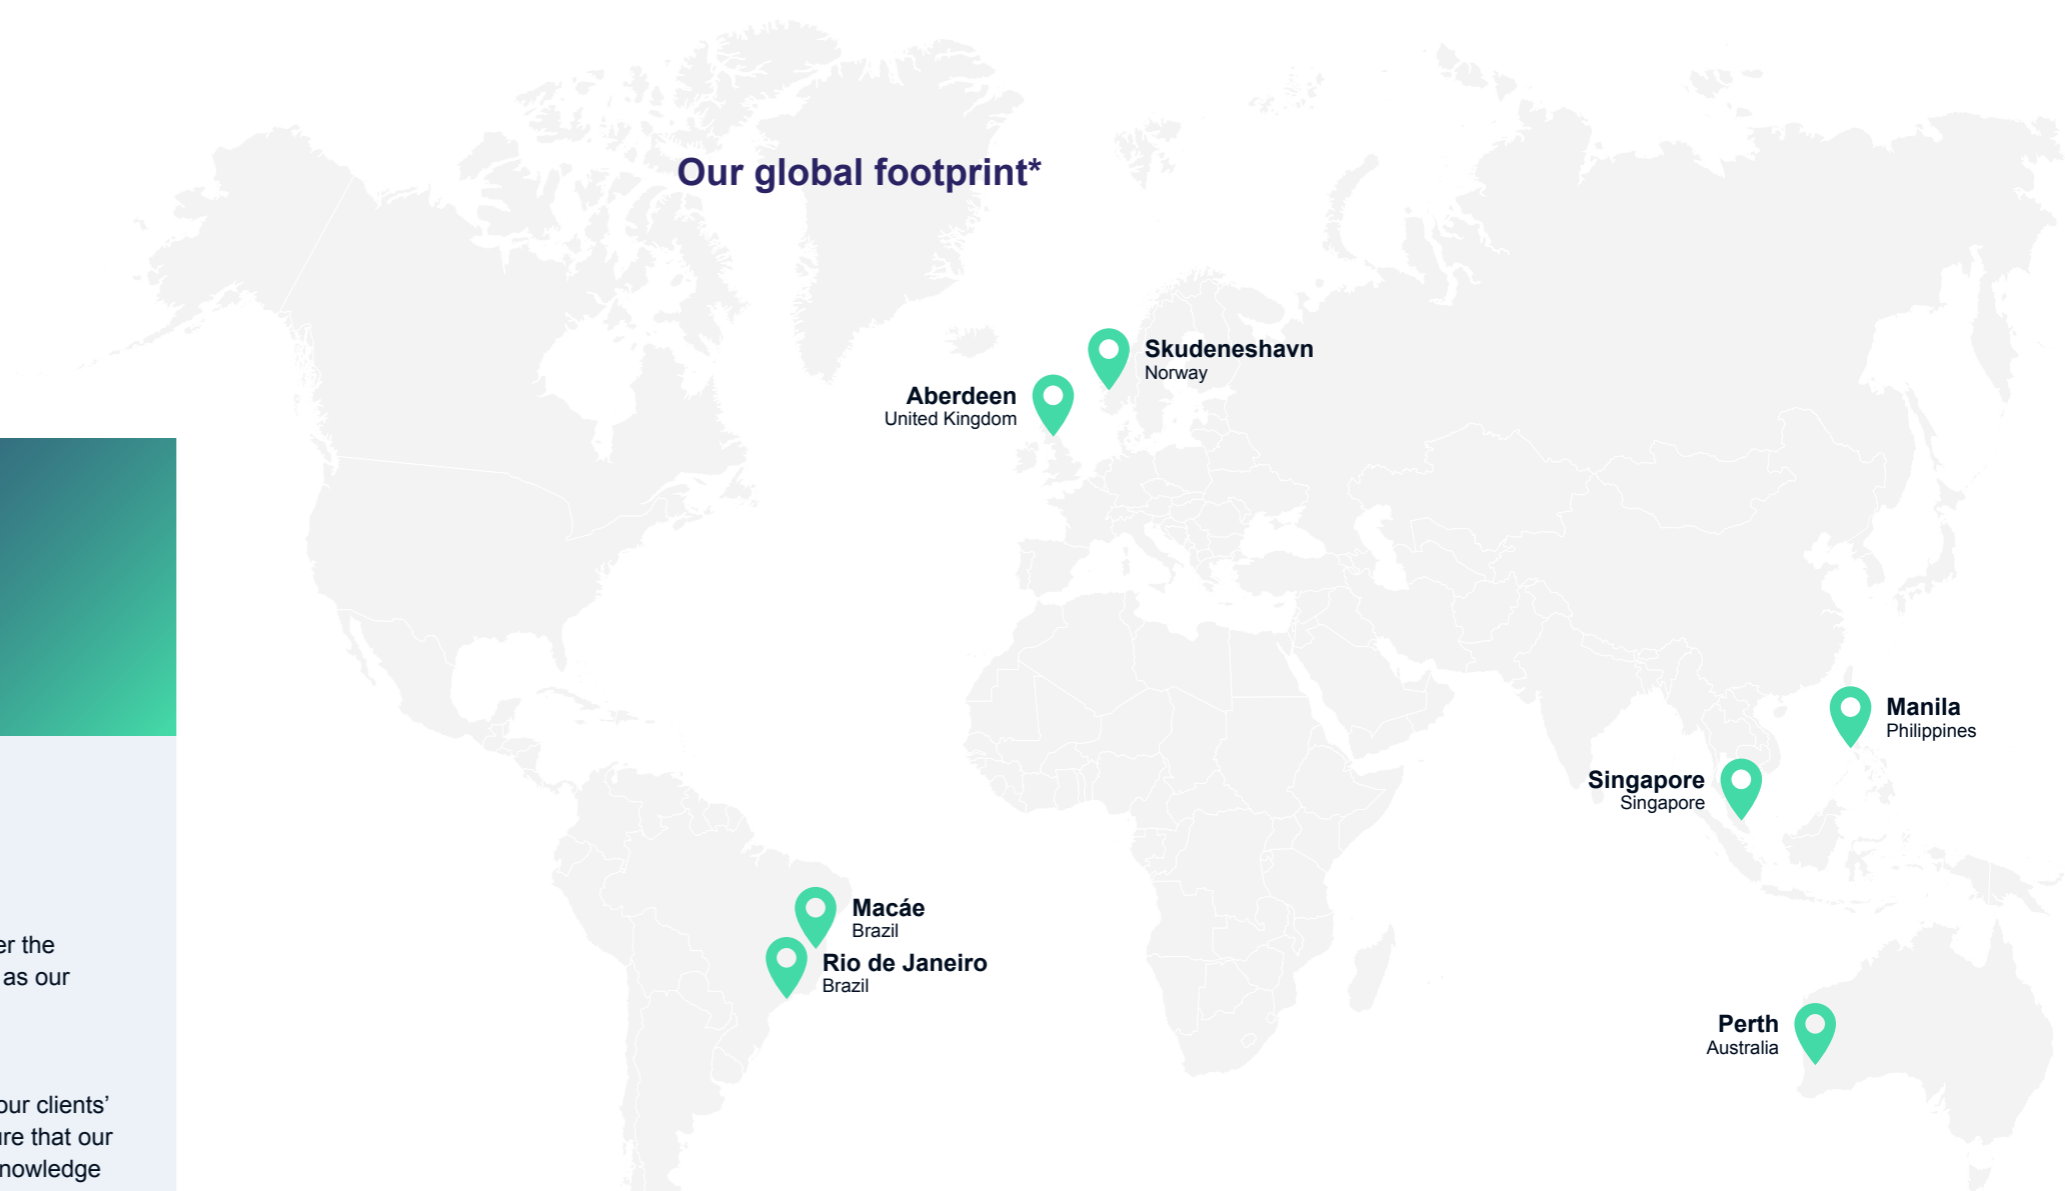 Our global footprint*
Skudeneshavn
Norway
Aberdeen
United Kingdom
Manila
Philippines
Singapore
Singapore
Macáe
Brazil
Rio de Janeiro
Brazil
Perth
Australia
er the
as our
our clients’
ure that our
nowledge